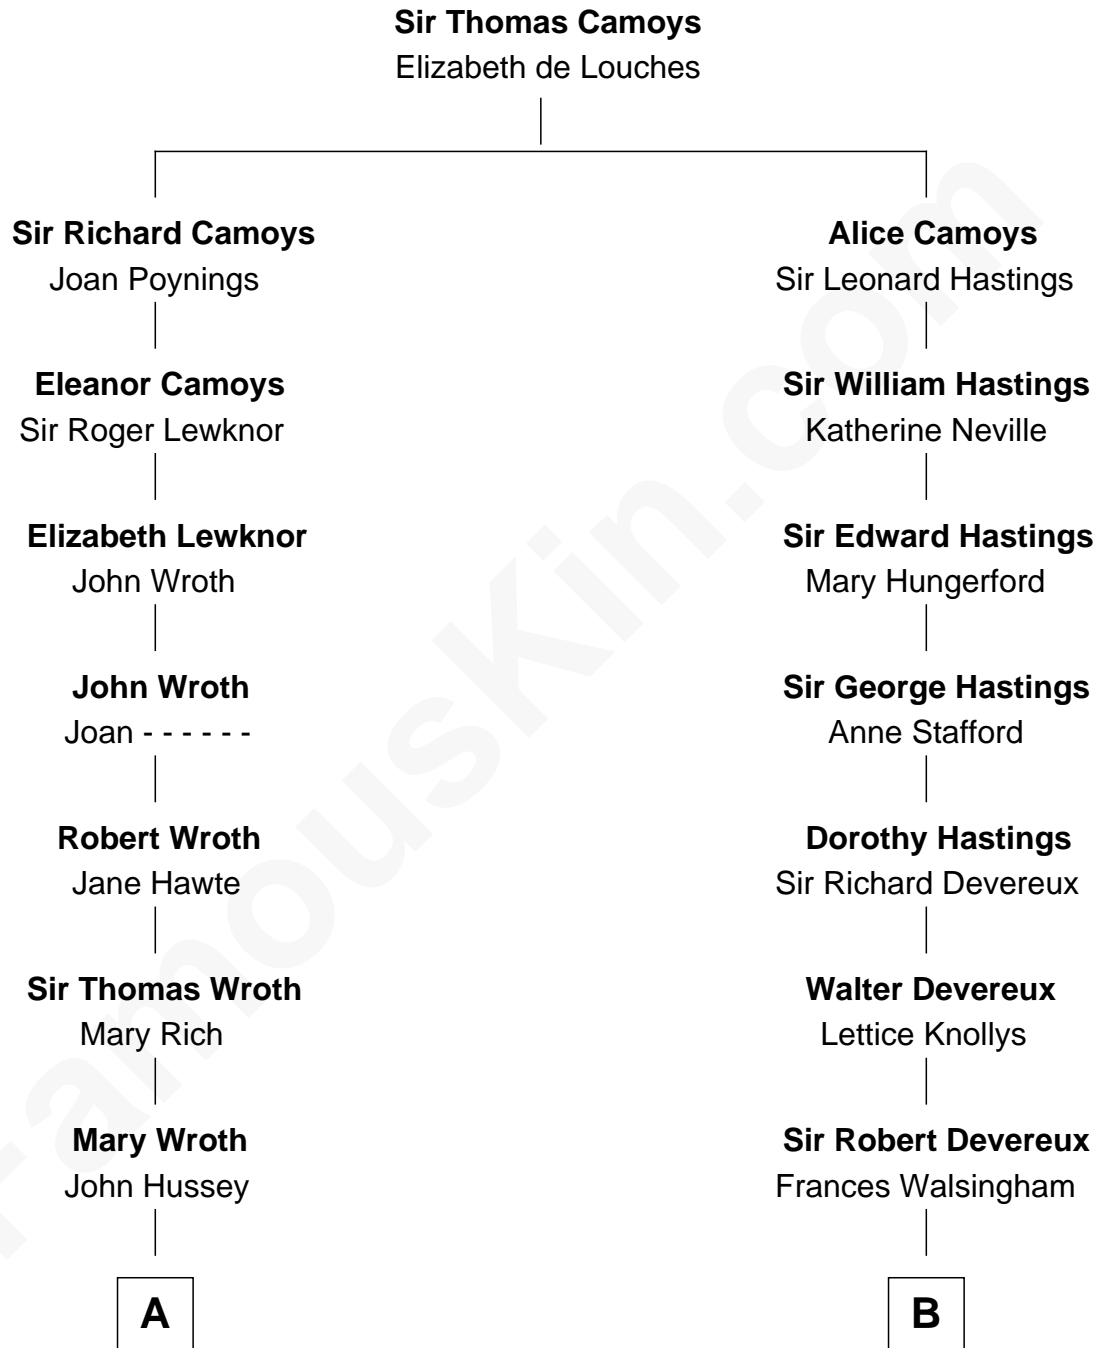 Sir Thomas Camoys
Elizabeth de Louches
Sir Richard Camoys
Joan Poynings
Eleanor Camoys
Sir Roger Lewknor
Elizabeth Lewknor
John Wroth
John Wroth
Joan - - - - - -
Robert Wroth
Jane Hawte
Sir Thomas Wroth
Mary Rich
Mary Wroth
John Hussey
A
Alice Camoys
Sir Leonard Hastings
Sir William Hastings
Katherine Neville
Sir Edward Hastings
Mary Hungerford
Sir George Hastings
Anne Stafford
Dorothy Hastings
Sir Richard Devereux
Walter Devereux
Lettice Knollys
Sir Robert Devereux
Frances Walsingham
B
FamousKin.com